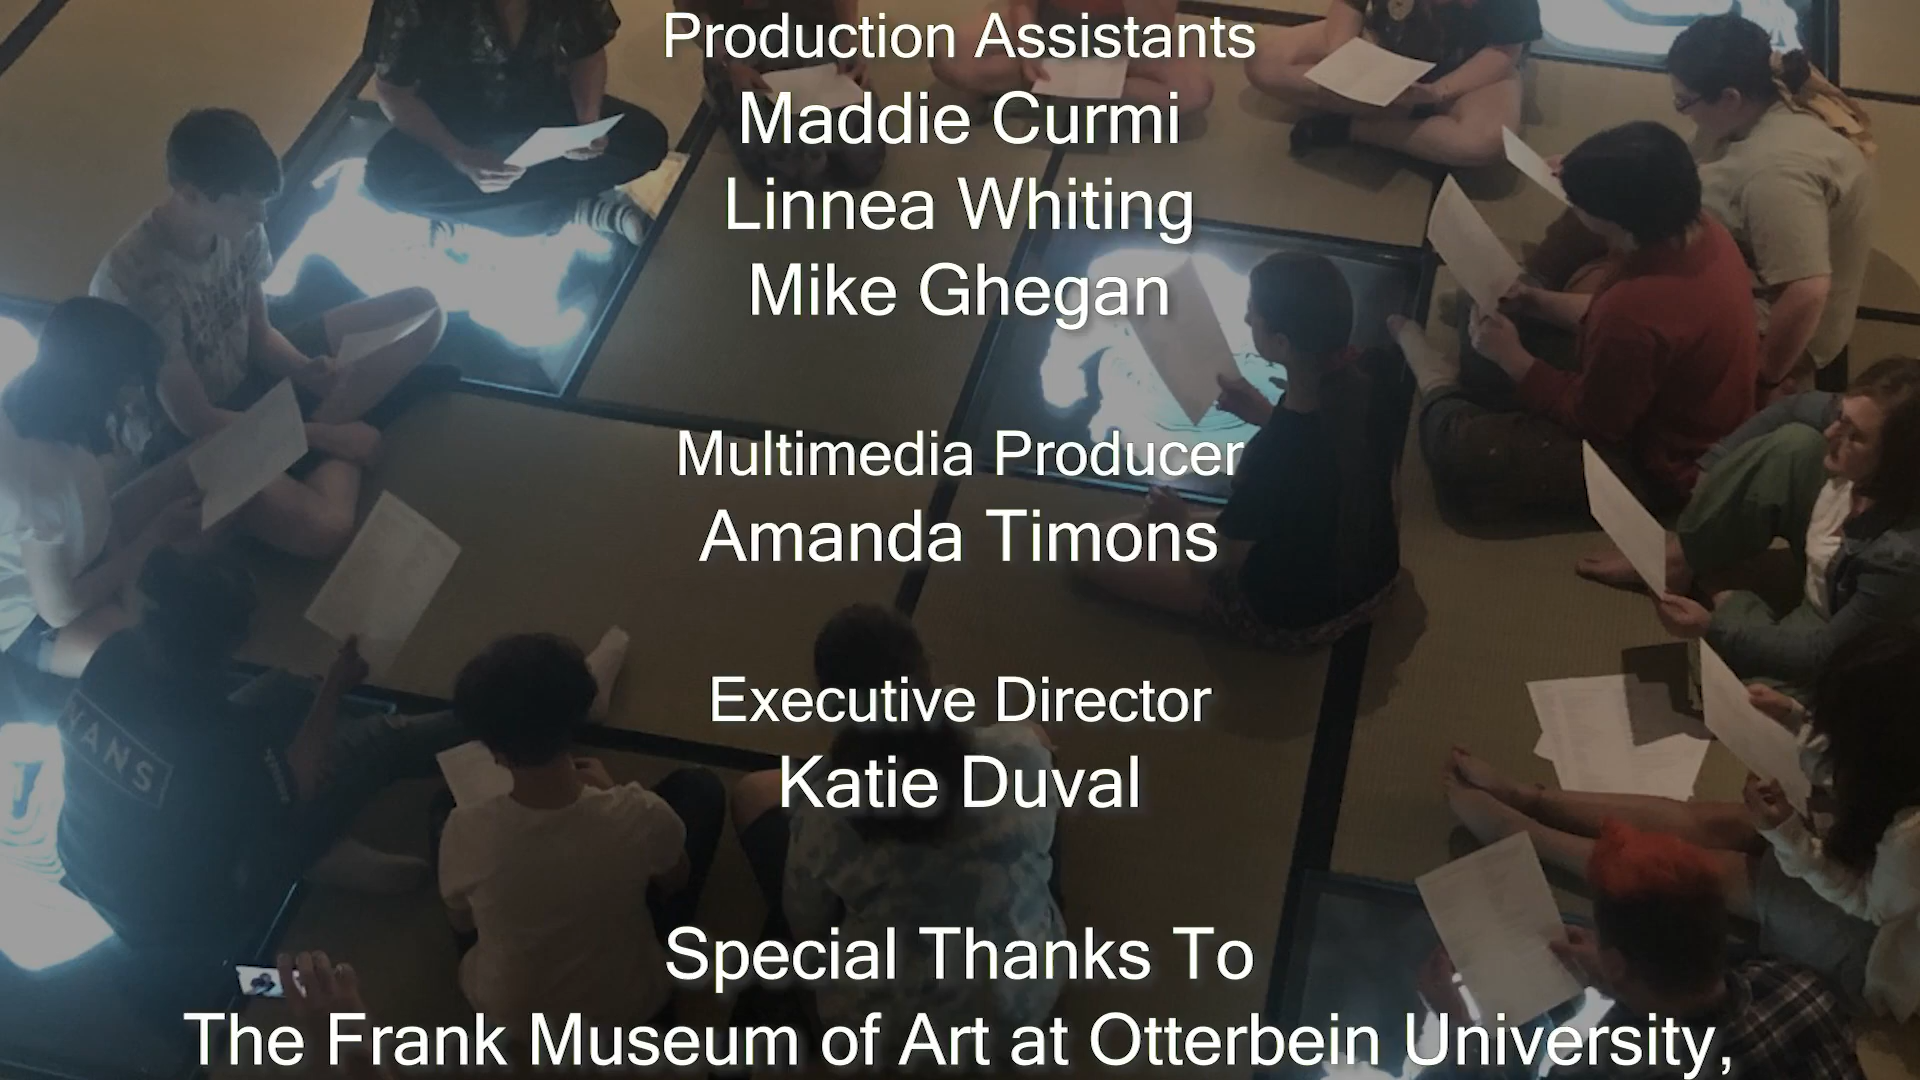 Production Assistants
Maddie Curmi
Linnea Whiting
Mike Ghegan
Multimedia Producer
Amanda Timons
Executive Director
Katie Duval
Special Thanks To
The Frank Museum of Art at Otterbein University,
VANS